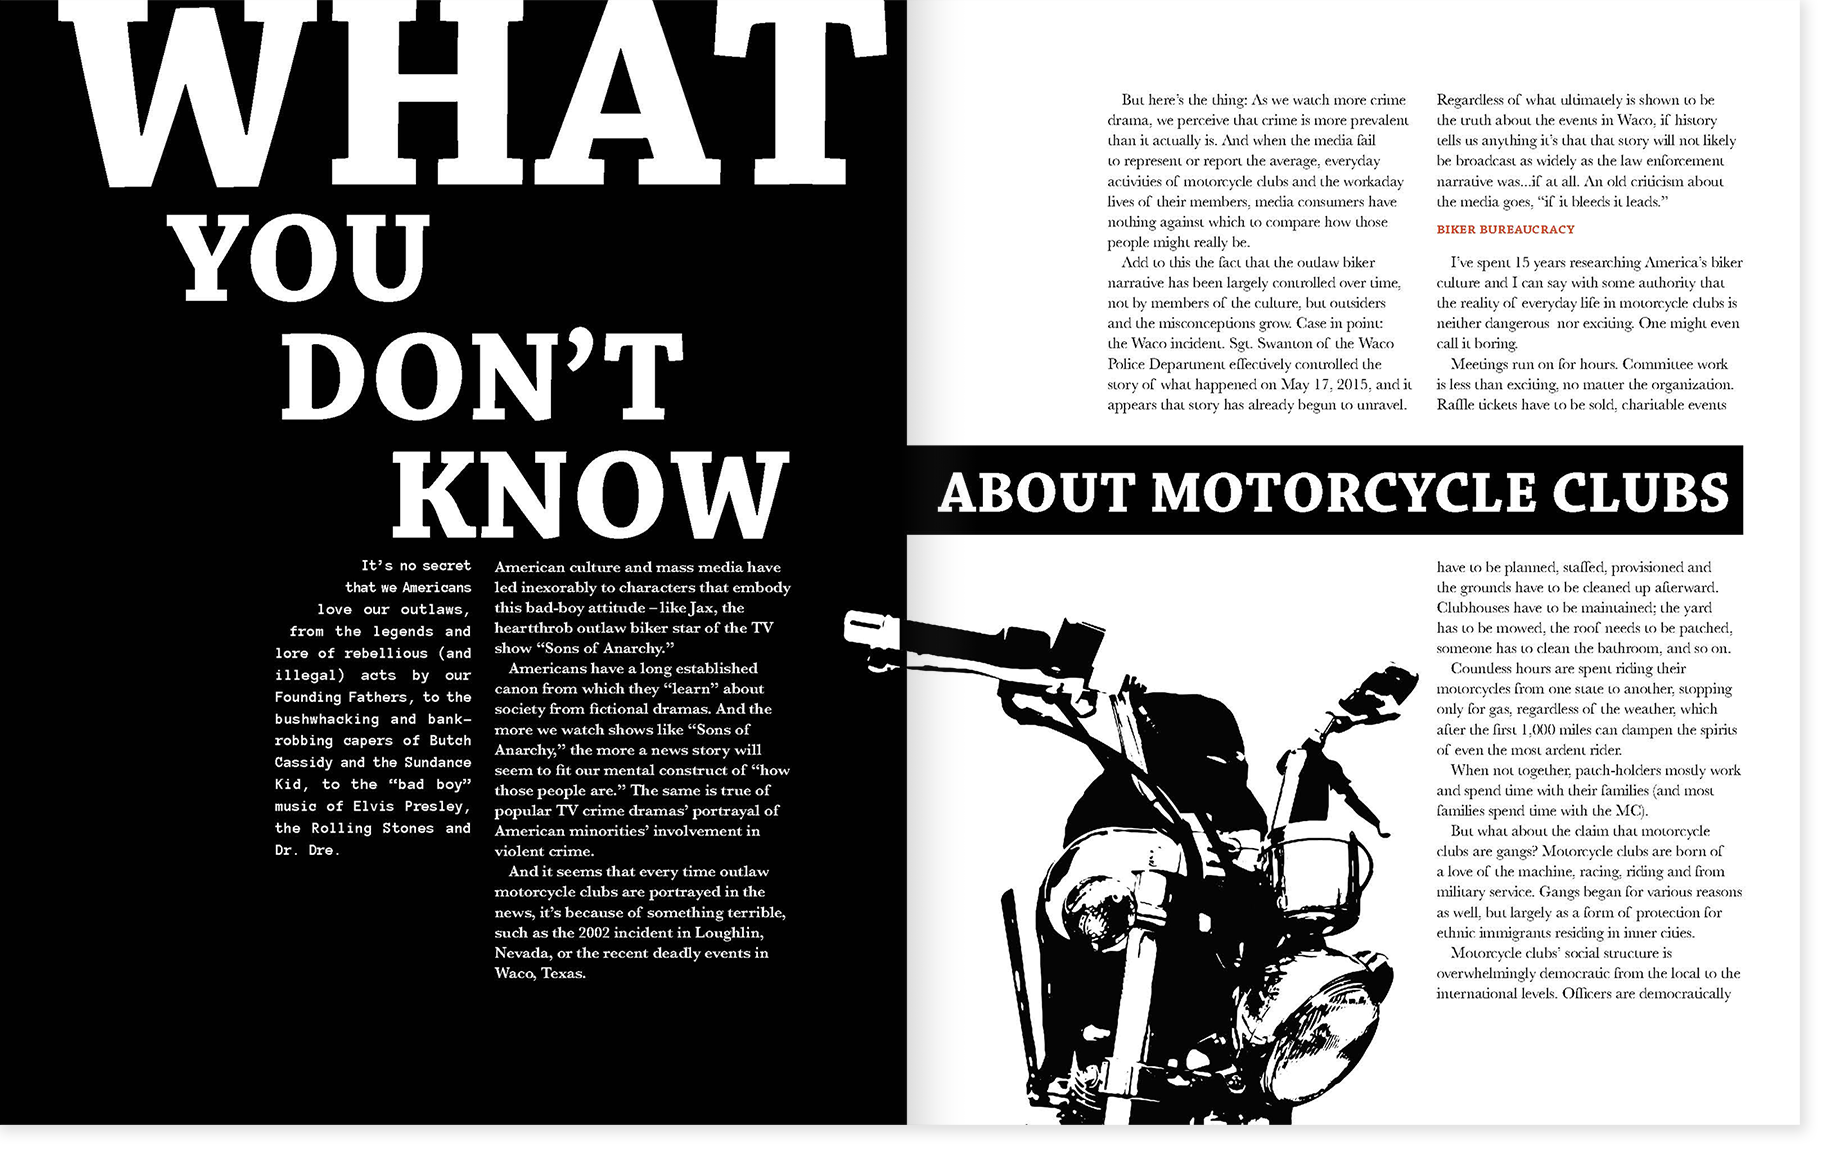 WHAT
YOU
DON’T
KNOW
It’s no secret
that we Americans
love our outlaws,
from the legends and
lore of rebellious (and
illegal) acts by our
Founding Fathers, to the
bushwhacking and bank–
robbing capers of Butch
Cassidy and the Sundance
Kid, to the “bad boy”
music of Elvis Presley,
the Rolling Stones and
Dr. Dre.
American culture and mass media have
led inexorably to characters that embody
this bad-boy attitude – like Jax, the
heartthrob outlaw biker star of the TV
show “Sons of Anarchy.”
Americans have a long established
canon from which they “learn” about
society from fictional dramas. And the
more we watch shows like “Sons of
Anarchy,” the more a news story will
seem to fit our mental construct of “how
those people are.” The same is true of
popular TV crime dramas’ portrayal of
American minorities’ involvement in
violent crime.
And it seems that every time outlaw
motorcycle clubs are portrayed in the
news, it’s because of something terrible,
such as the 2002 incident in Loughlin,
Nevada, or the recent deadly events in
Waco, Texas.
But here’s the thing: As we watch more crime
drama, we perceive that crime is more prevalent
than it actually is. And when the media fail
to represent or report the average, everyday
activities of motorcycle clubs and the workaday
lives of their members, media consumers have
nothing against which to compare how those
people might really be.
Add to this the fact that the outlaw biker
narrative has been largely controlled over time,
not by members of the culture, but outsiders
and the misconceptions grow. Case in point:
the Waco incident. Sgt. Swanton of the Waco
Police Department effectively controlled the
story of what happened on May 17, 2015, and it
appears that story has already begun to unravel.
Regardless of what ultimately is shown to be
the truth about the events in Waco, if history
tells us anything it’s that that story will not likely
be broadcast as widely as the law enforcement
narrative was...if at all. An old criticism about
the media goes, “if it bleeds it leads.”
BIKER BUREAUCRACY
I’ve spent 15 years researching America’s biker
culture and I can say with some authority that
the reality of everyday life in motorcycle clubs is
neither dangerous nor exciting. One might even
call it boring.
Meetings run on for hours. Committee work
is less than exciting, no matter the organization.
Raffle tickets have to be sold, charitable events
ABOUT MOTORCYCLE CLUBS
have to be planned, staffed, provisioned and
the grounds have to be cleaned up afterward.
Clubhouses have to be maintained; the yard
has to be mowed, the roof needs to be patched,
someone has to clean the bathroom, and so on.
Countless hours are spent riding their
motorcycles from one state to another, stopping
only for gas, regardless of the weather, which
after the first 1,000 miles can dampen the spirits
of even the most ardent rider.
When not together, patch-holders mostly work
and spend time with their families (and most
families spend time with the MC).
But what about the claim that motorcycle
clubs are gangs? Motorcycle clubs are born of
a love of the machine, racing, riding and from
military service. Gangs began for various reasons
as well, but largely as a form of protection for
ethnic immigrants residing in inner cities.
Motorcycle clubs’ social structure is
overwhelmingly democratic from the local to the
international levels. Officers are democratically